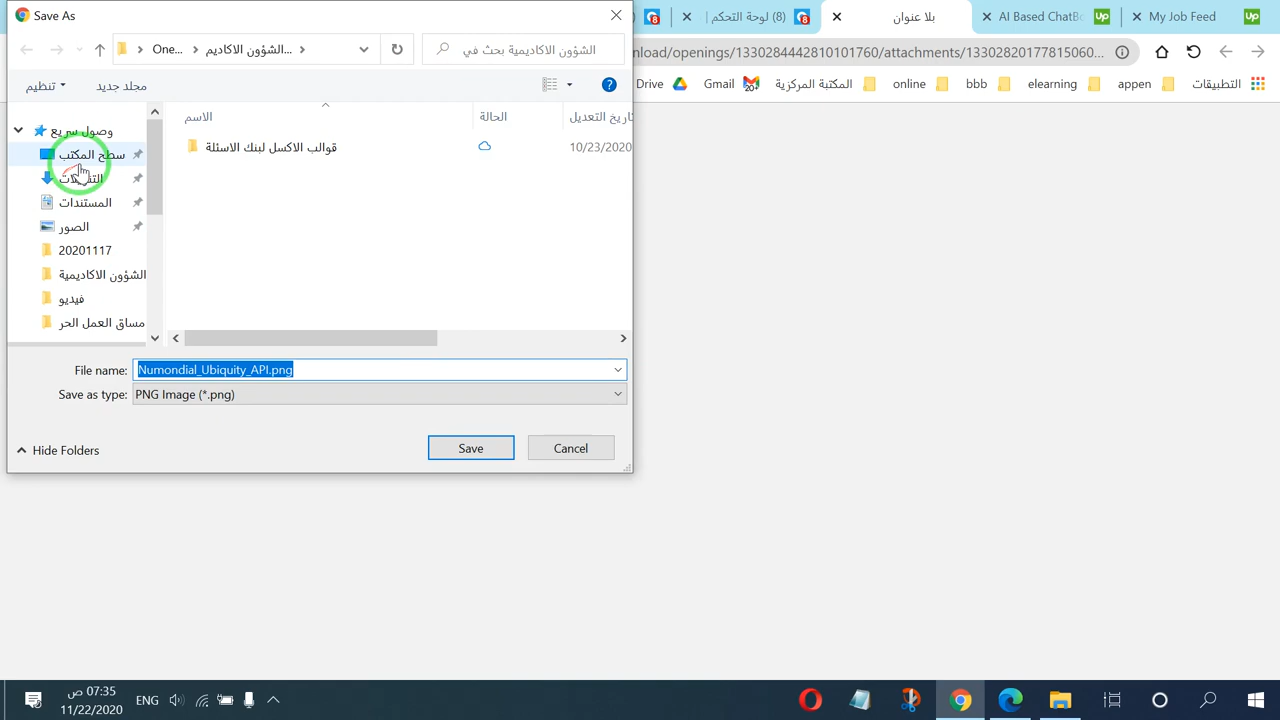 Save As
One...
الشؤون الاكاديم...
بحث في الشؤون الاكاديمية
تنظيم
مجلد جديد
وصول سريع
سطح المكتب
المستندات
الصور
20201117
الشؤون الاكاديمية
فيديو
مساق العمل الحر
الاسم
الحالة
تاريخ التعديل
قوالب الاكسل لبنك الاسئلة
10/23/2020
File name:
Numondial_Ubiquity_API.png
Save as type:
PNG Image (*.png)
Hide Folders
Save
Cancel
(8) لوحة التحكم |
بلا عنوان
AI Based ChatBo
My Job Feed
nload/openings/1330284442810101760/attachments/13302820177815060...
Drive
Gmail
المكتبة المركزية
online
bbb
elearning
appen
التطبيقات
07:35 ص
11/22/2020
ENG